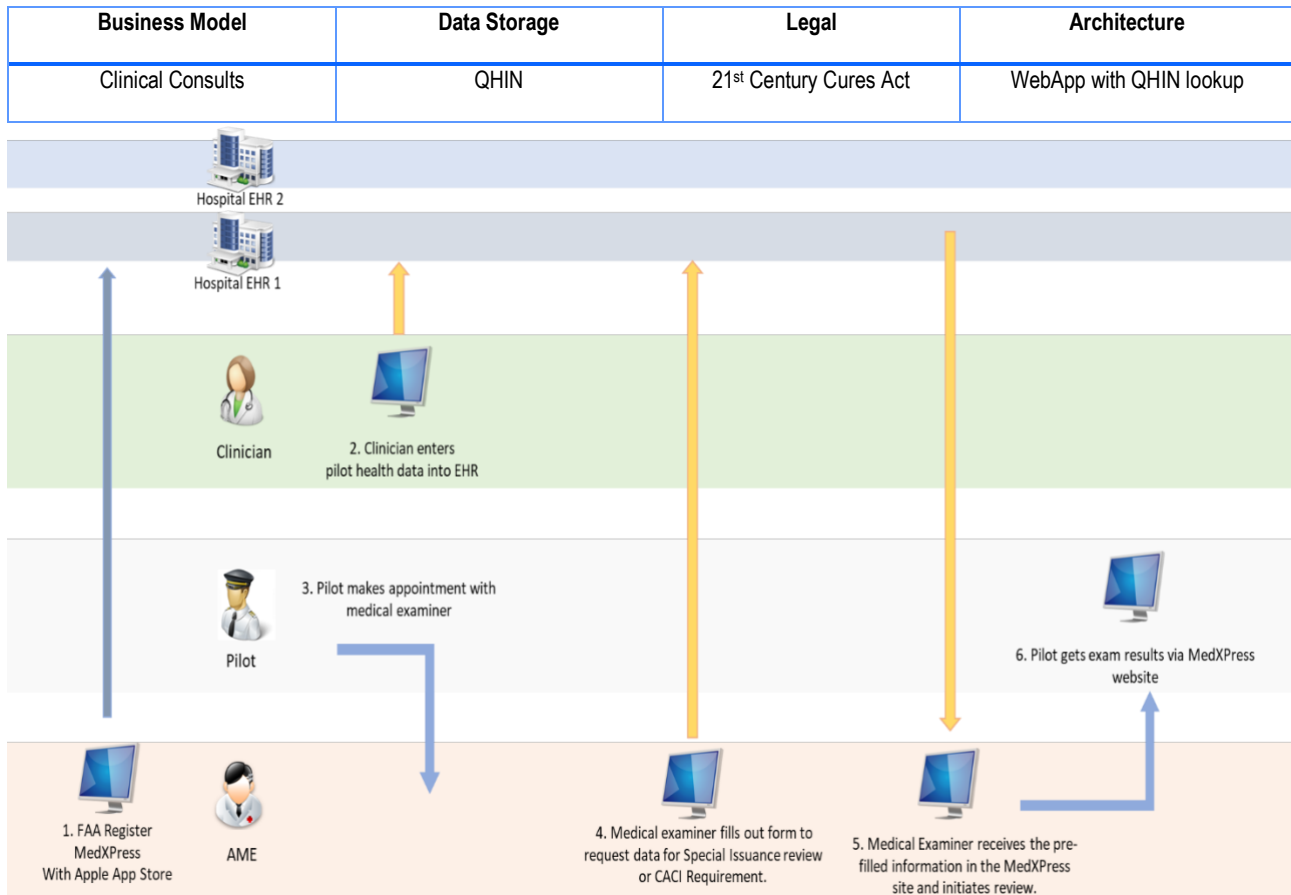 Business Model
Data Storage
Legal
Architecture
Clinical Consults
QHIN
21st Century Cures Act
WebApp with QHIN lookup
Hospital EHR 2
Hospital EHR 1
Clinician
2. Clinician enters
pilot health data into EHR
3. Pilot makes appointment with
medical examiner
Pilot
6. Pilot gets exam results via MedXPress
website
1. FAA Register
MedXPress
With Apple App Store
AME
4. Medical examiner fills out form to
request data for Special Issuance review
or CACI Requirement.
5. Medical Examiner receives the pre-
filled information in the MedXPress
site and initiates review.